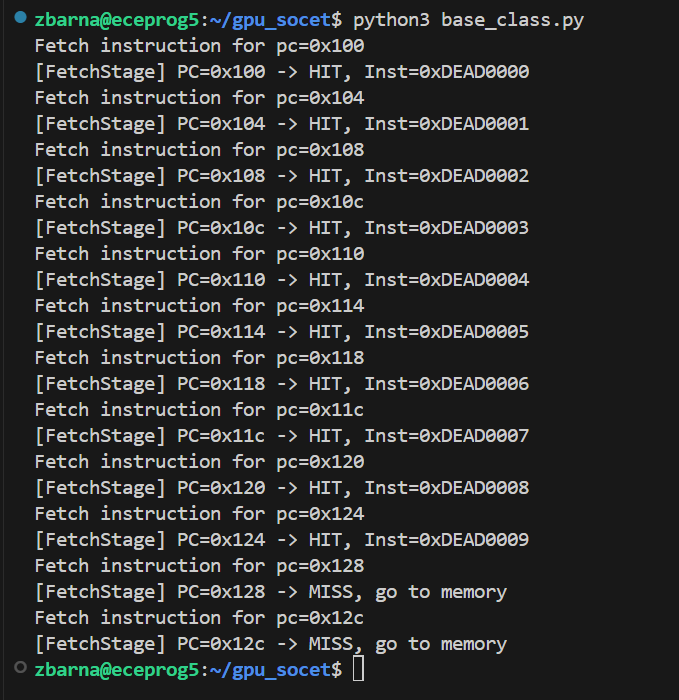 zbarna@eceprog5:~/gpu_socet$ python3 base_class.py
Fetch instruction for pc=0x100
[FetchStage] PC=0x100 -> HIT, Inst=0xDEAD0000
Fetch instruction for pc=0x104
[FetchStage] PC=0x104 -> HIT, Inst=0xDEAD0001
Fetch instruction for pc=0x108
[FetchStage] PC=0x108 -> HIT, Inst=0xDEAD0002
Fetch instruction for pc=0x10c
[FetchStage] PC=0x10c -> HIT, Inst=0xDEAD0003
Fetch instruction for pc=0x110
[FetchStage] PC=0x110 -> HIT, Inst=0xDEAD0004
Fetch instruction for pc=0x114
[FetchStage] PC=0x114 -> HIT, Inst=0xDEAD0005
Fetch instruction for pc=0x118
[FetchStage] PC=0x118 -> HIT, Inst=0xDEAD0006
Fetch instruction for pc=0x11c
[FetchStage] PC=0x11c -> HIT, Inst=0xDEAD0007
Fetch instruction for pc=0x120
[FetchStage] PC=0x120 -> HIT, Inst=0xDEAD0008
Fetch instruction for pc=0x124
[FetchStage] PC=0x124 -> HIT, Inst=0xDEAD0009
Fetch instruction for pc=0x128
[FetchStage] PC=0x128 -> MISS, go to memory
Fetch instruction for pc=0x12c
[FetchStage] PC=0x12c -> MISS, go to memory
zbarna@eceprog5:~/gpu_socet$